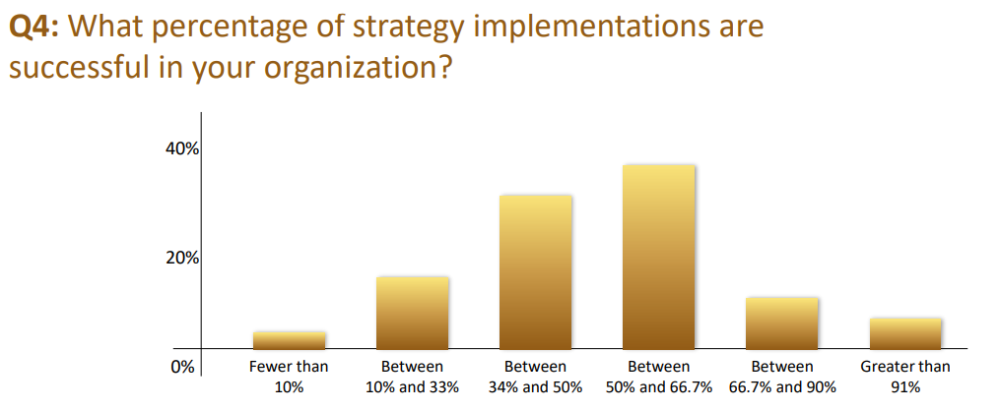 Q4: What percentage of strategy implementations are
successful in your organization?
40%
20%
0%
Fewer than
10%
Between
10% and 33%
Between
34% and 50%
Between
50% and 66.7%
Between
66.7% and 90%
Greater than
91%